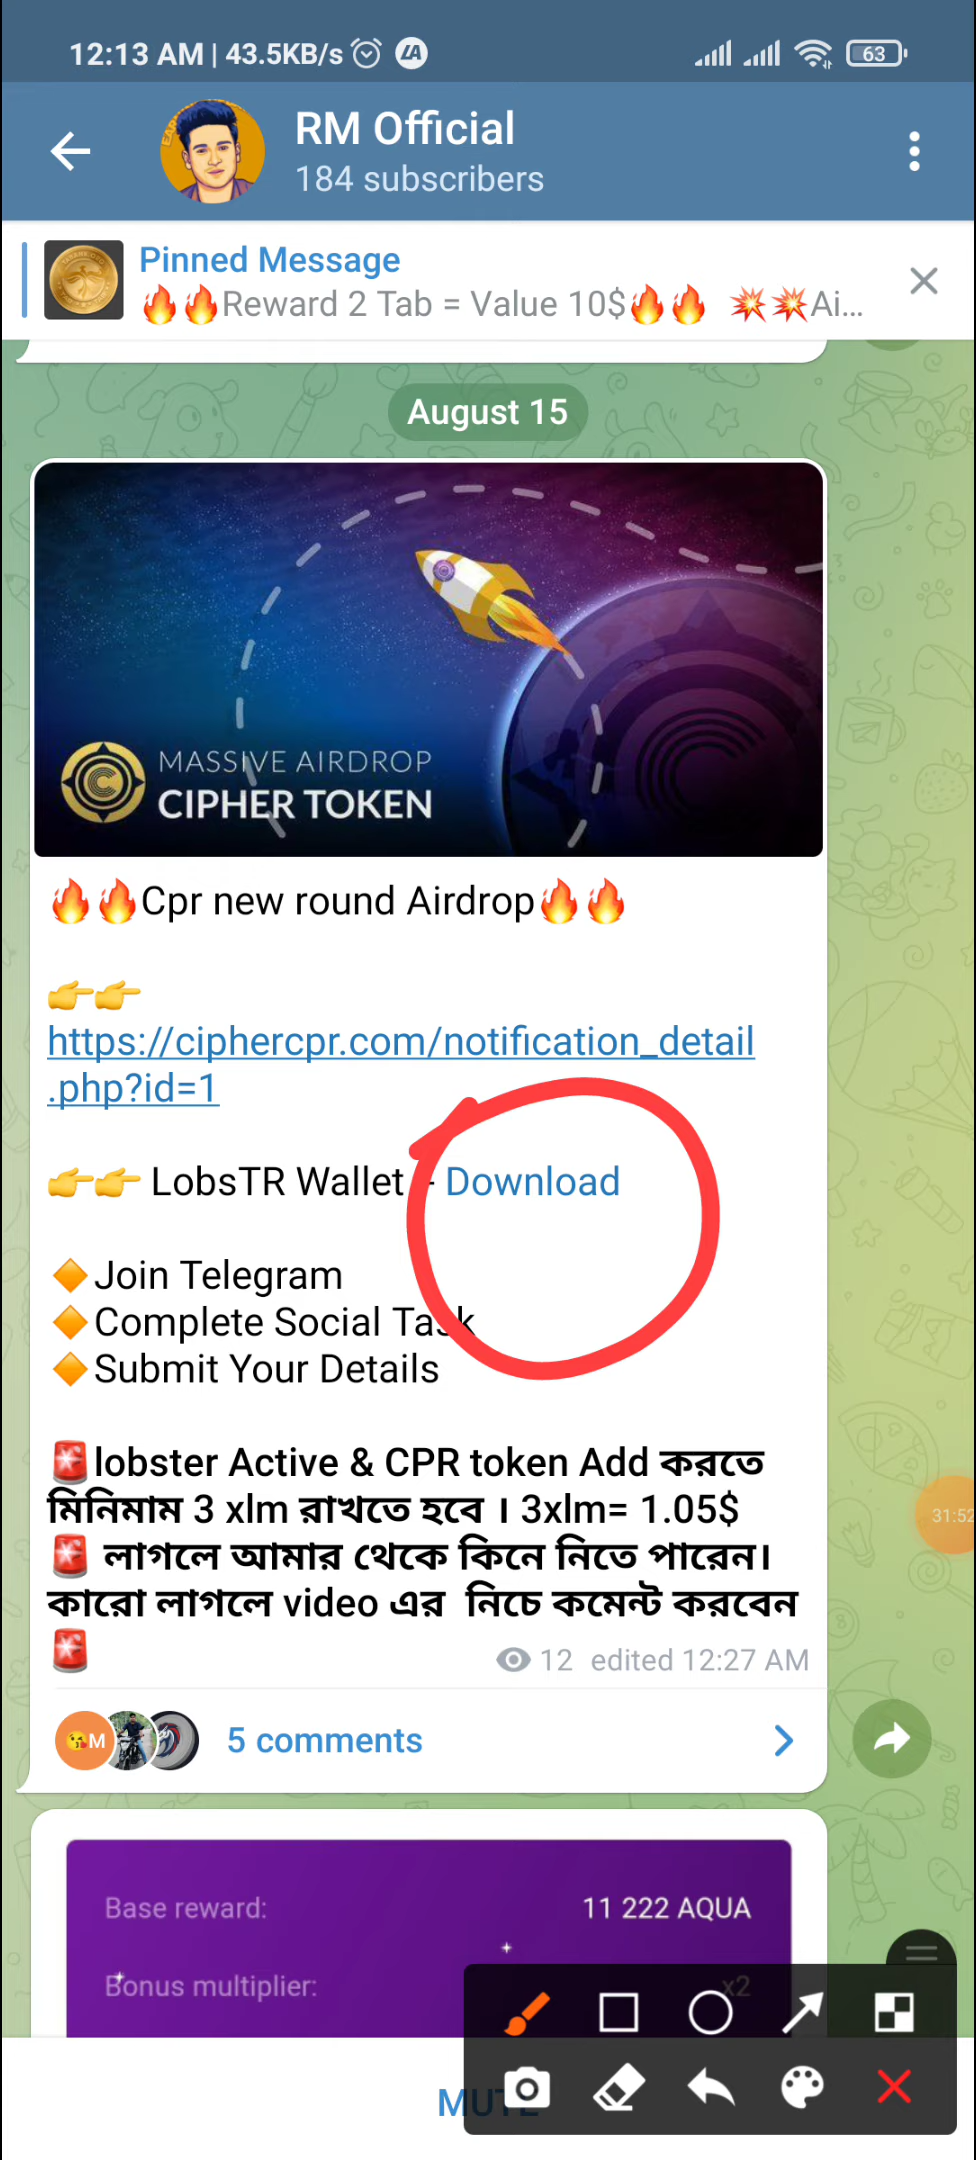 12:13 AM | 43.5KB/s
63
RM Official
184 subscribers
Pinned Message
🔥🔥Reward 2 Tab = Value 10$🔥🔥 💥💥Ai...
August 15
MASSIVE AIRDROP
CIPHER TOKEN
🔥🔥Cpr new round Airdrop🔥🔥
👉👉
https://ciphercpr.com/notification_detail
.php?id=1
👉👉 LobsTR Wallet - Download
🔸Join Telegram
🔸Complete Social Task
🔸Submit Your Details
🚨lobster Active & CPR token Add করতে
মিনিমাম 3 xlm রাখতে হবে । 3xlm= 1.05$
🚨 লাগলে আমার থেকে কিনে নিতে পারেন।
কারো লাগলে video এর নিচে কমেন্ট করবেন
🚨
12 edited 12:27 AM
31:52
5 comments
Base reward: 11 222 AQUA
Bonus multiplier: x2
MUTE